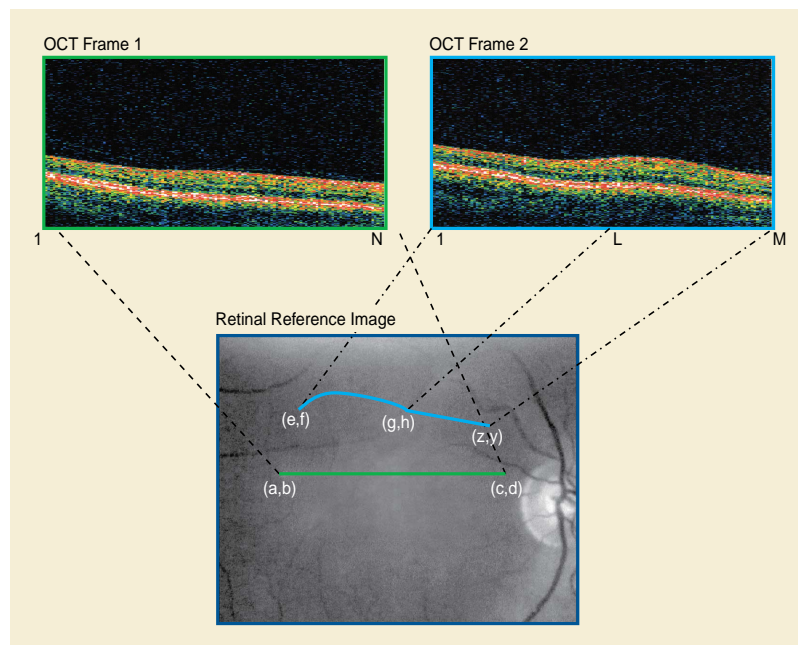 OCT Frame 1
OCT Frame 2
1
N
1
L
M
Retinal Reference Image
(e,f)
(g,h)
(z,y)
(a,b)
(c,d)